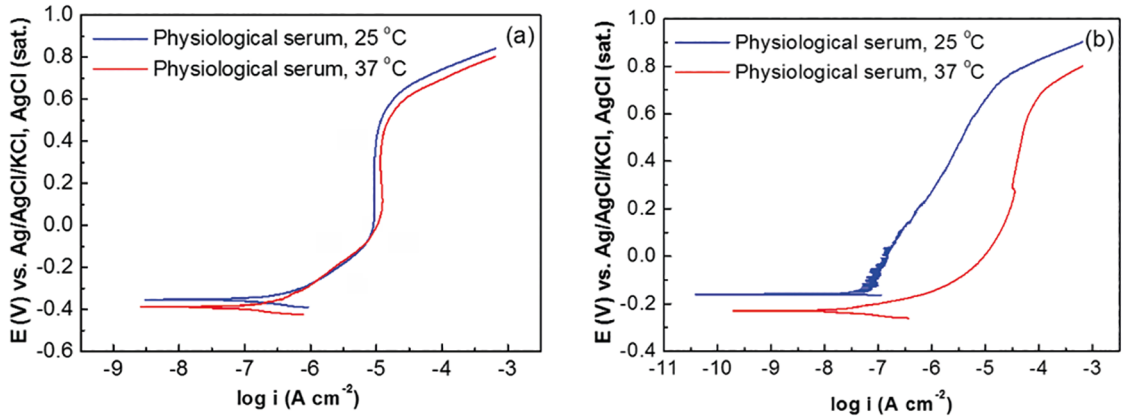 (a)
Physiological serum, 25 °C
Physiological serum, 37 °C
E (V) vs. Ag/AgCl/KCl, AgCl (sat.)
1.0
0.8
0.6
0.4
0.2
0.0
-0.2
-0.4
-0.6
-9 -8 -7 -6 -5 -4 -3
log i (A cm⁻²)
(b)
Physiological serum, 25 °C
Physiological serum, 37 °C
E (V) vs. Ag/AgCl/KCl, AgCl (sat.)
1.0
0.8
0.6
0.4
0.2
0.0
-0.2
-0.4
-11 -10 -9 -8 -7 -6 -5 -4 -3 -2
log i (A cm⁻²)